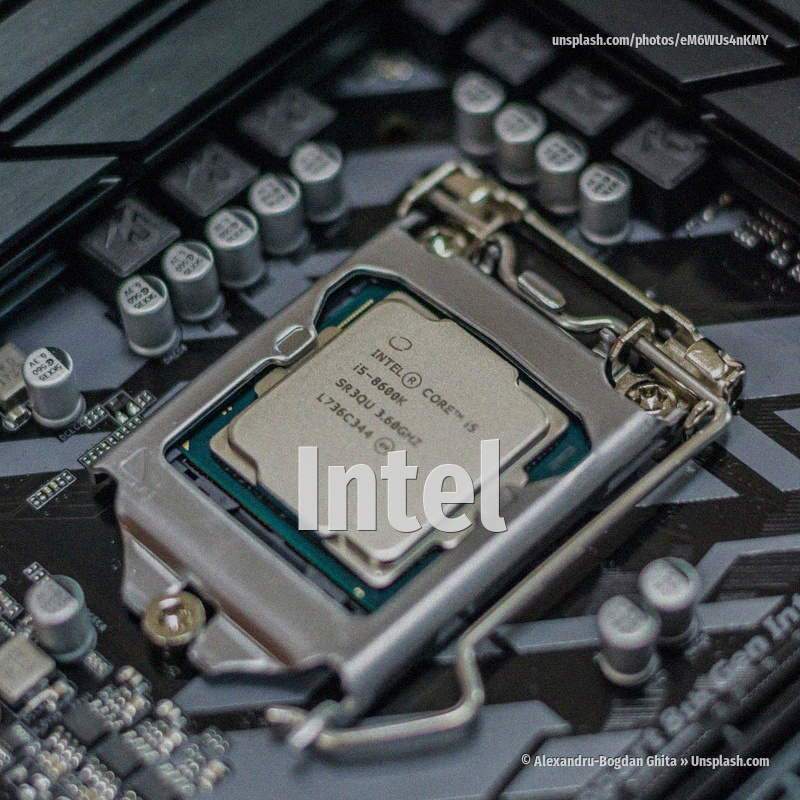 unsplash.com/photos/eM6WUs4nKMY
INTEL® CORE™ i5
i5-8600K
SR3QU 3.60GHZ
L736C344
Intel
© Alexandru-Bogdan Ghita » Unsplash.com